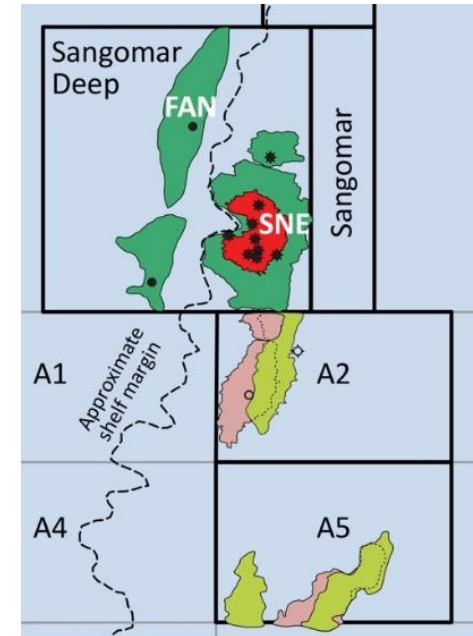 Sangomar
Deep
FAN
SNE
Sangomar
A1
Approximate
shelf margin
A2
A4
A5